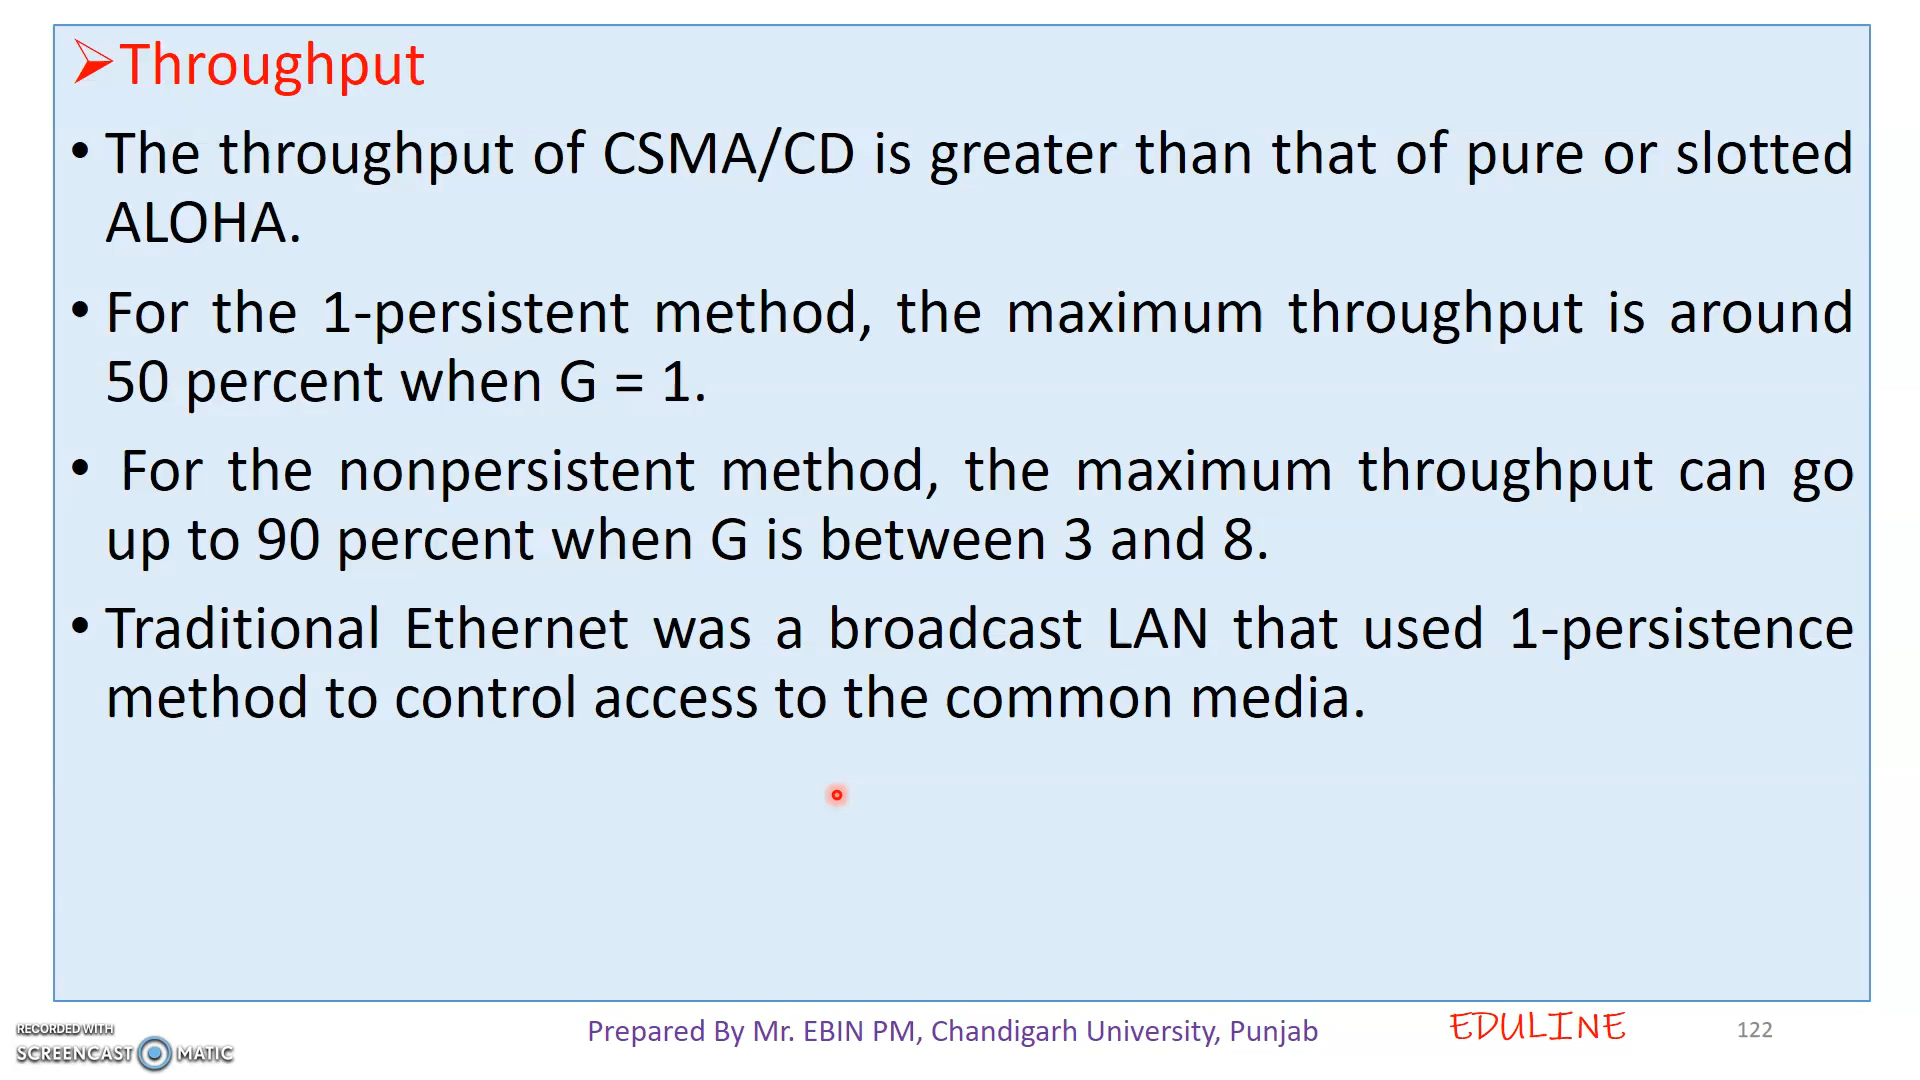 ➢Throughput
• The throughput of CSMA/CD is greater than that of pure or slotted
ALOHA.
• For the 1-persistent method, the maximum throughput is around
50 percent when G = 1.
• For the nonpersistent method, the maximum throughput can go
up to 90 percent when G is between 3 and 8.
• Traditional Ethernet was a broadcast LAN that used 1-persistence
method to control access to the common media.
RECORDED WITH
SCREENCAST MATIC
Prepared By Mr. EBIN PM, Chandigarh University, Punjab
EDULINE
122